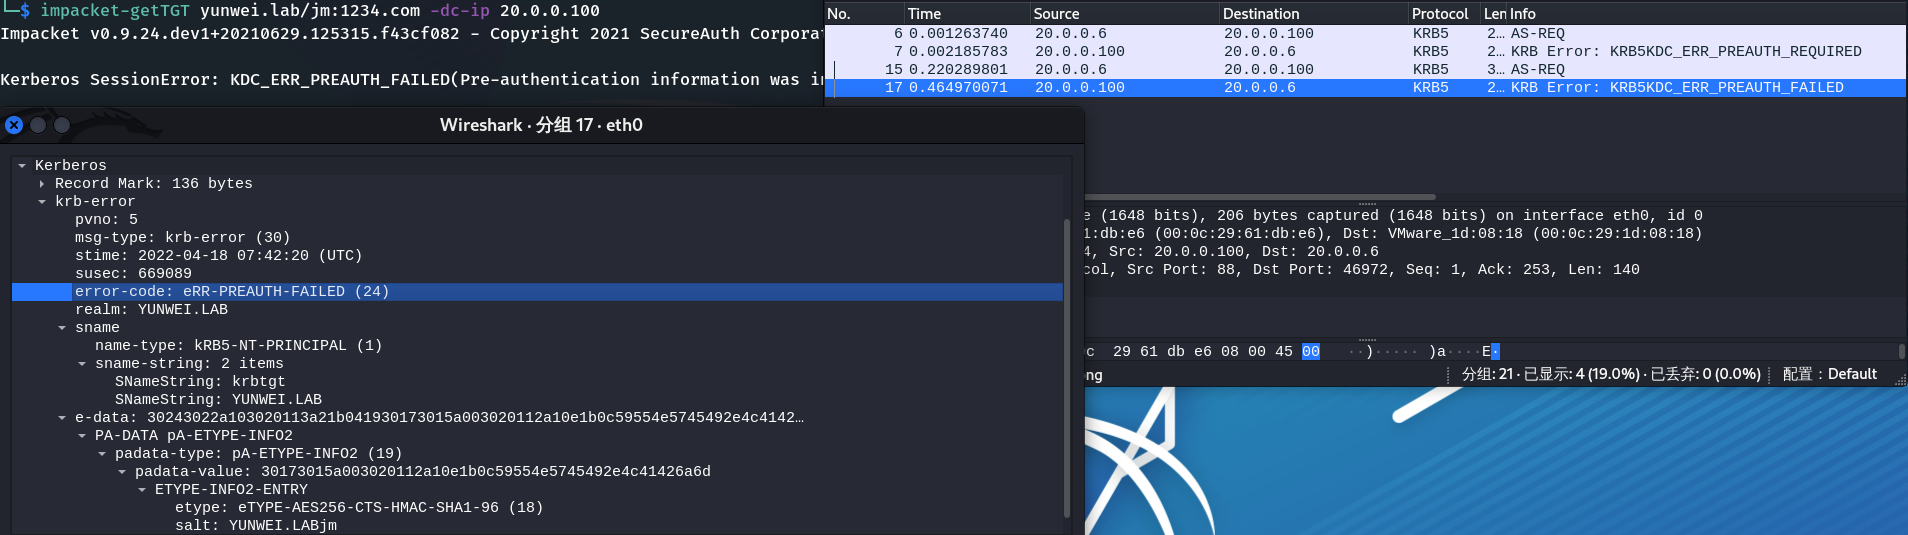 └─$ impacket-getTGT yunwei.lab/jm:1234.com -dc-ip 20.0.0.100
Impacket v0.9.24.dev1+20210629.125315.f43cf082 - Copyright 2021 SecureAuth Corporat
Kerberos SessionError: KDC_ERR_PREAUTH_FAILED(Pre-authentication information was in
No. Time Source Destination Protocol Len Info
6 0.001263740 20.0.0.6 20.0.0.100 KRB5 2… AS-REQ
7 0.002185783 20.0.0.100 20.0.0.6 KRB5 2… KRB Error: KRB5KDC_ERR_PREAUTH_REQUIRED
15 0.220289801 20.0.0.6 20.0.0.100 KRB5 3… AS-REQ
17 0.464970071 20.0.0.100 20.0.0.6 KRB5 2… KRB Error: KRB5KDC_ERR_PREAUTH_FAILED
Wireshark · 分组 17 · eth0
Kerberos
Record Mark: 136 bytes
krb-error
pvno: 5
msg-type: krb-error (30)
stime: 2022-04-18 07:42:20 (UTC)
susec: 669089
error-code: eRR-PREAUTH-FAILED (24)
realm: YUNWEI.LAB
sname
name-type: kRB5-NT-PRINCIPAL (1)
sname-string: 2 items
SNameString: krbtgt
SNameString: YUNWEI.LAB
e-data: 30243022a103020113a21b041930173015a003020112a10e1b0c59554e5745492e4c4142…
PA-DATA pA-ETYPE-INFO2
padata-type: pA-ETYPE-INFO2 (19)
padata-value: 30173015a003020112a10e1b0c59554e5745492e4c41426a6d
ETYPE-INFO2-ENTRY
etype: eTYPE-AES256-CTS-HMAC-SHA1-96 (18)
salt: YUNWEI.LABjm
e (1648 bits), 206 bytes captured (1648 bits) on interface eth0, id 0
1:db:e6 (00:0c:29:61:db:e6), Dst: VMware_1d:08:18 (00:0c:29:1d:08:18)
4, Src: 20.0.0.100, Dst: 20.0.0.6
col, Src Port: 88, Dst Port: 46972, Seq: 1, Ack: 253, Len: 140
0c 29 61 db e6 08 00 45 00 ··)····· )a····E·
ng
分组: 21 · 已显示: 4 (19.0%) · 已丢弃: 0 (0.0%) 配置：Default